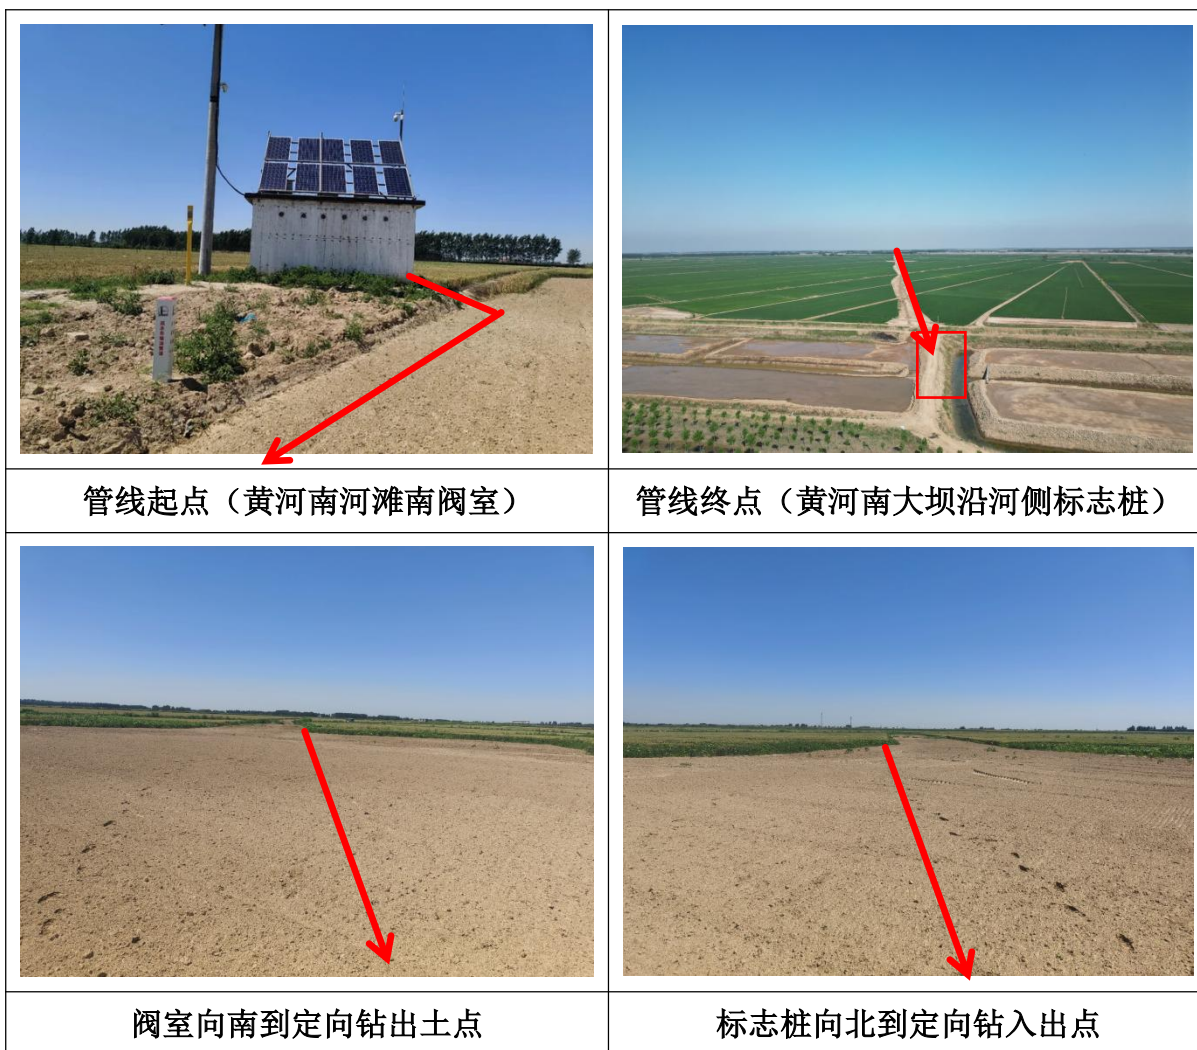 管线起点（黄河南河滩南阀室）
管线终点（黄河南大坝沿河侧标志桩）
阀室向南到定向钻出土点
标志桩向北到定向钻入出点